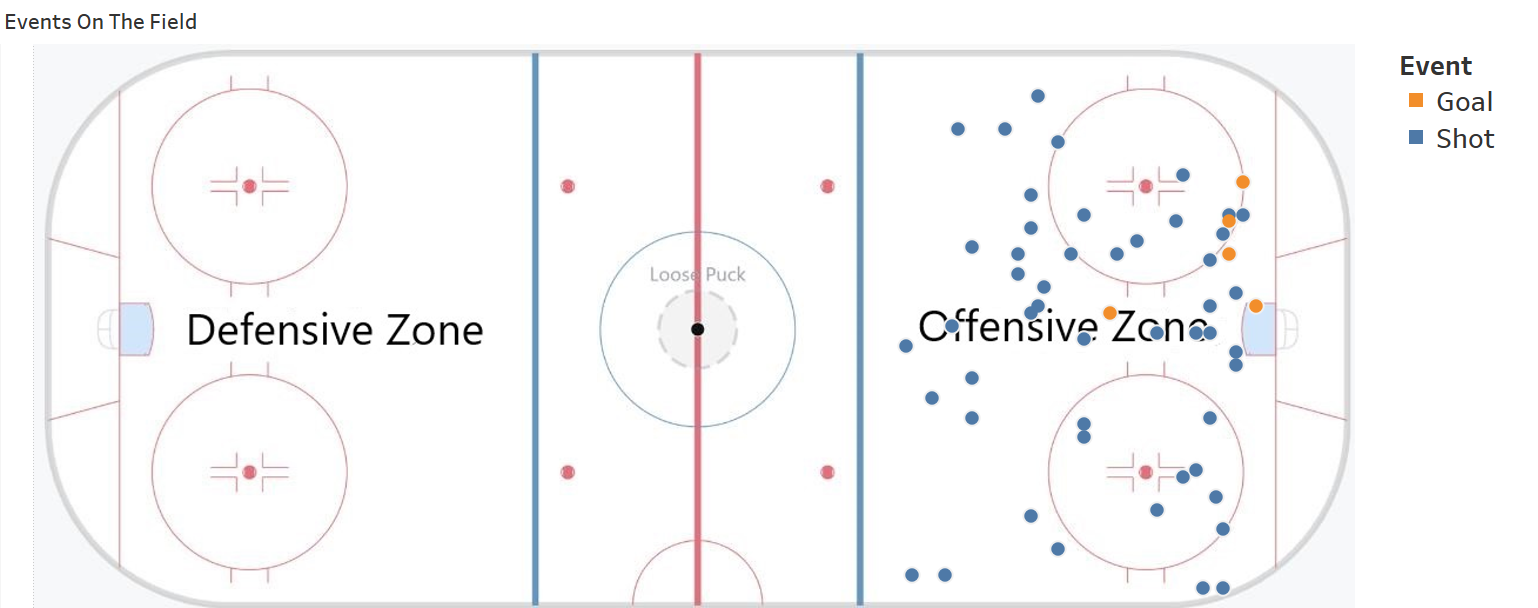 Events On The Field
Event
Goal
Shot
Loose Puck
Defensive Zone
Offensive Zone